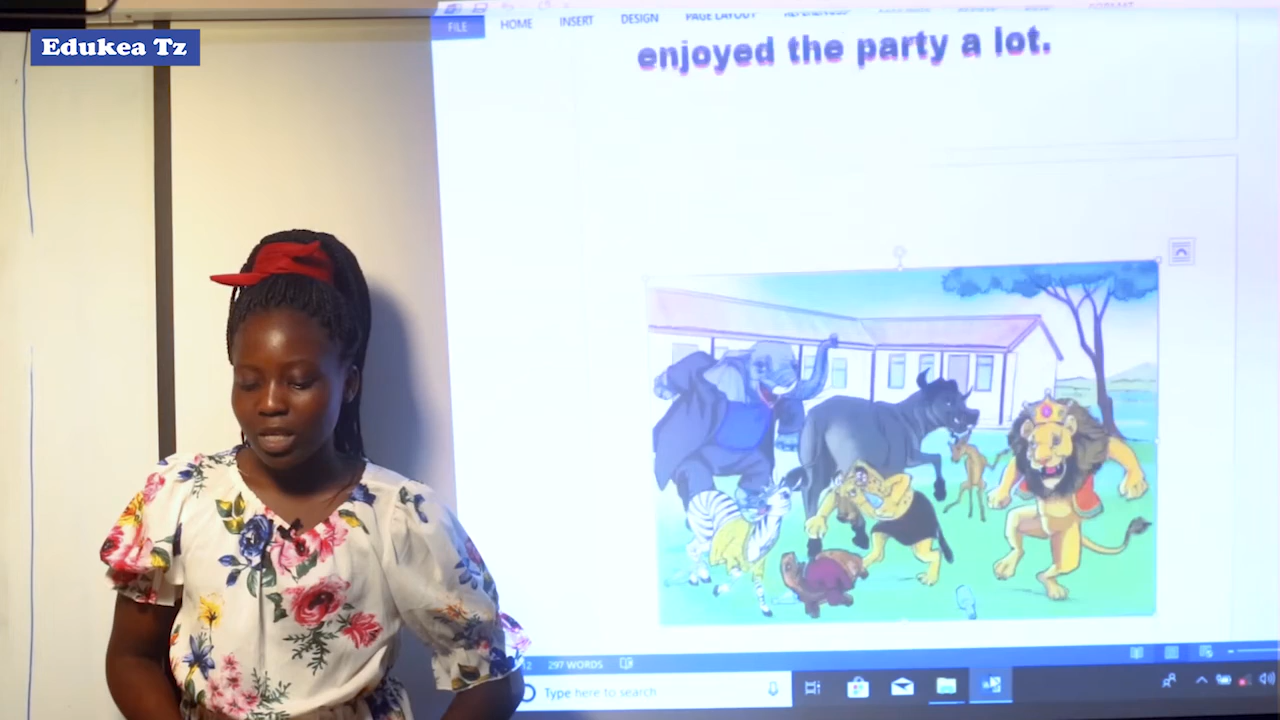 Edukea Tz
FILE HOME INSERT DESIGN PAGE LAYOUT
enjoyed the party a lot.
297 WORDS
Type here to search